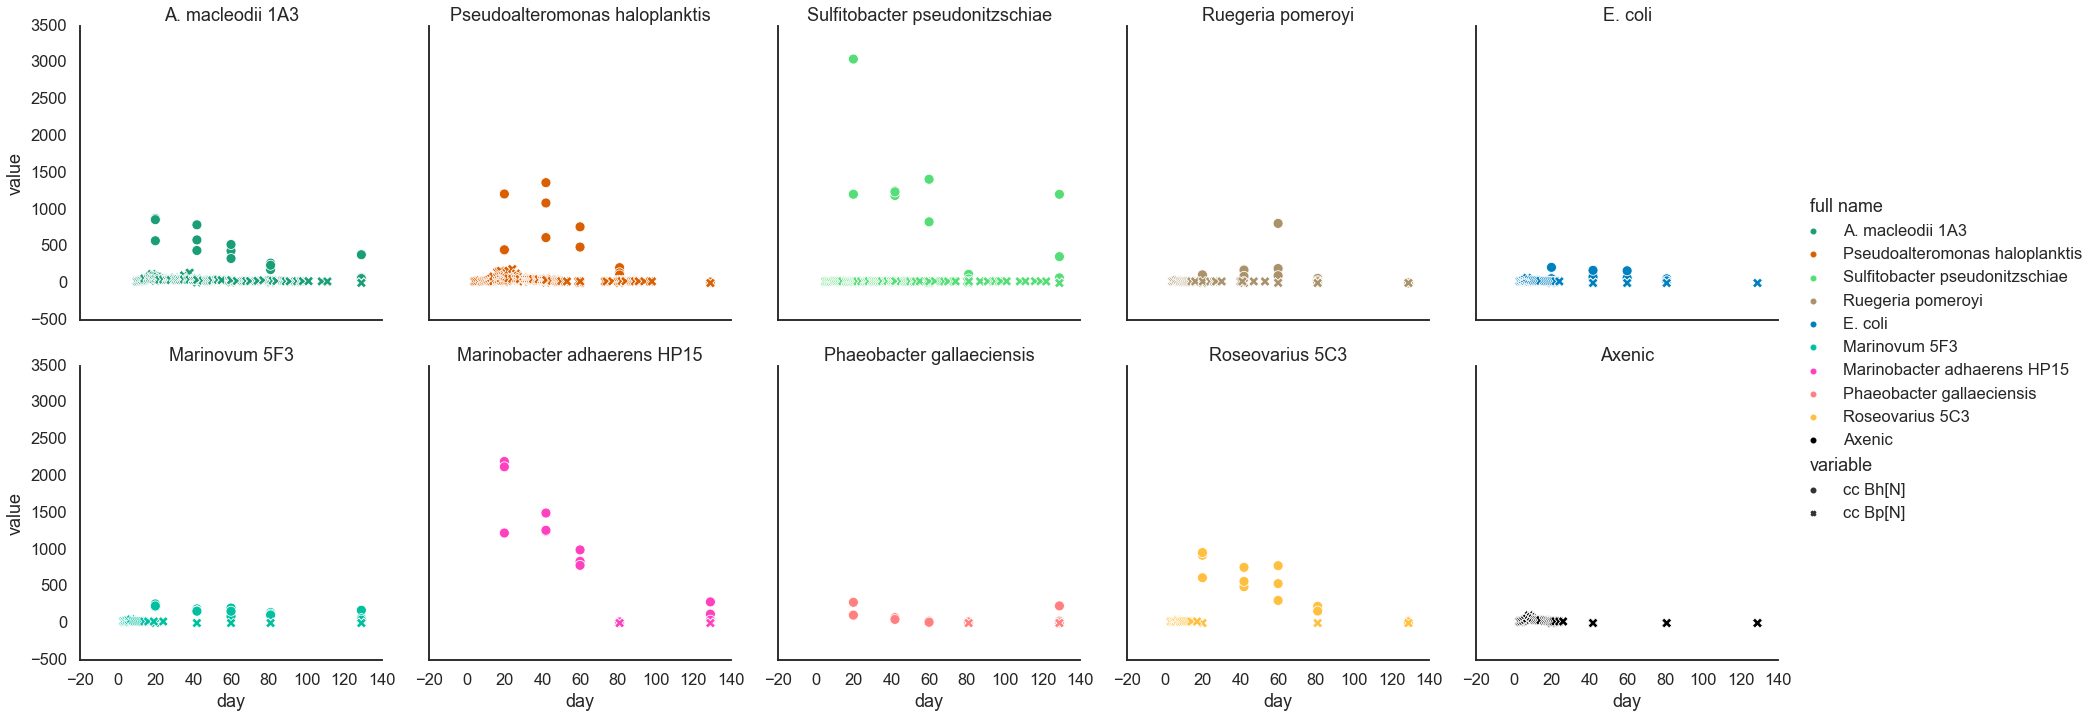 A. macleodii 1A3 Pseudoalteromonas haloplanktis Sulfitobacter pseudonitzschiae Ruegeria pomeroyi E. coli
3500
3000
2500
2000
1500
1000
500
0
−500
value
Marinovum 5F3 Marinobacter adhaerens HP15 Phaeobacter gallaeciensis Roseovarius 5C3 Axenic
3500
3000
2500
2000
1500
1000
500
0
−500
value
−20 0 20 40 60 80 100 120 140 −20 0 20 40 60 80 100 120 140 −20 0 20 40 60 80 100 120 140 −20 0 20 40 60 80 100 120 140 −20 0 20 40 60 80 100 120 140
day day day day day
full name
A. macleodii 1A3
Pseudoalteromonas haloplanktis
Sulfitobacter pseudonitzschiae
Ruegeria pomeroyi
E. coli
Marinovum 5F3
Marinobacter adhaerens HP15
Phaeobacter gallaeciensis
Roseovarius 5C3
Axenic
variable
cc Bh[N]
cc Bp[N]